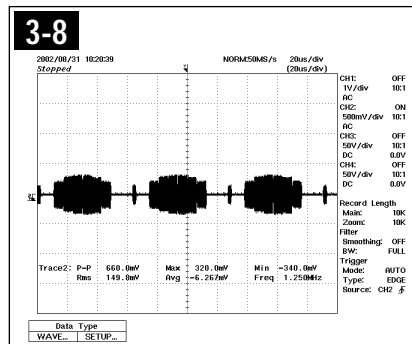 3-8
2002/08/31 10:20:39 NORM:50MS/s 20us/div
Stopped (20us/div)
CH1: OFF
1V/div 10:1
AC
CH2: ON
500mV/div 10:1
AC
CH3: OFF
50V/div 10:1
DC 0.0V
CH4: OFF
50V/div 10:1
DC 0.0V
Record Length
Main: 10K
Zoom: 10K
Filter
Smoothing: OFF
BW: FULL
Trigger
Mode: AUTO
Type: EDGE
Source: CH2
Trace2: P-P 660.0mV Max 320.0mV Min -340.0mV
Rms 149.0mV Avg -6.267mV Freq 1.250MHz
Data Type
WAVE... SETUP...